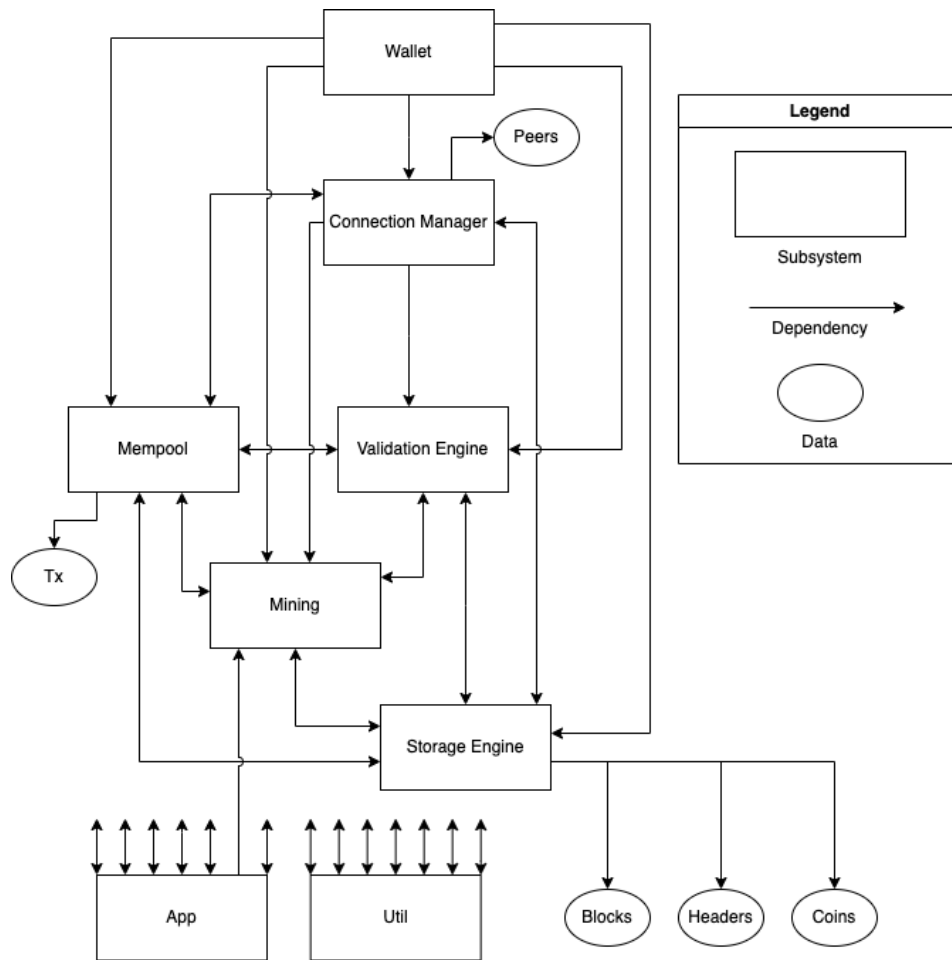 Wallet
Legend
Peers
Subsystem
Connection Manager
Dependency
Data
Mempool
Validation Engine
Tx
Mining
Storage Engine
App
Util
Blocks
Headers
Coins